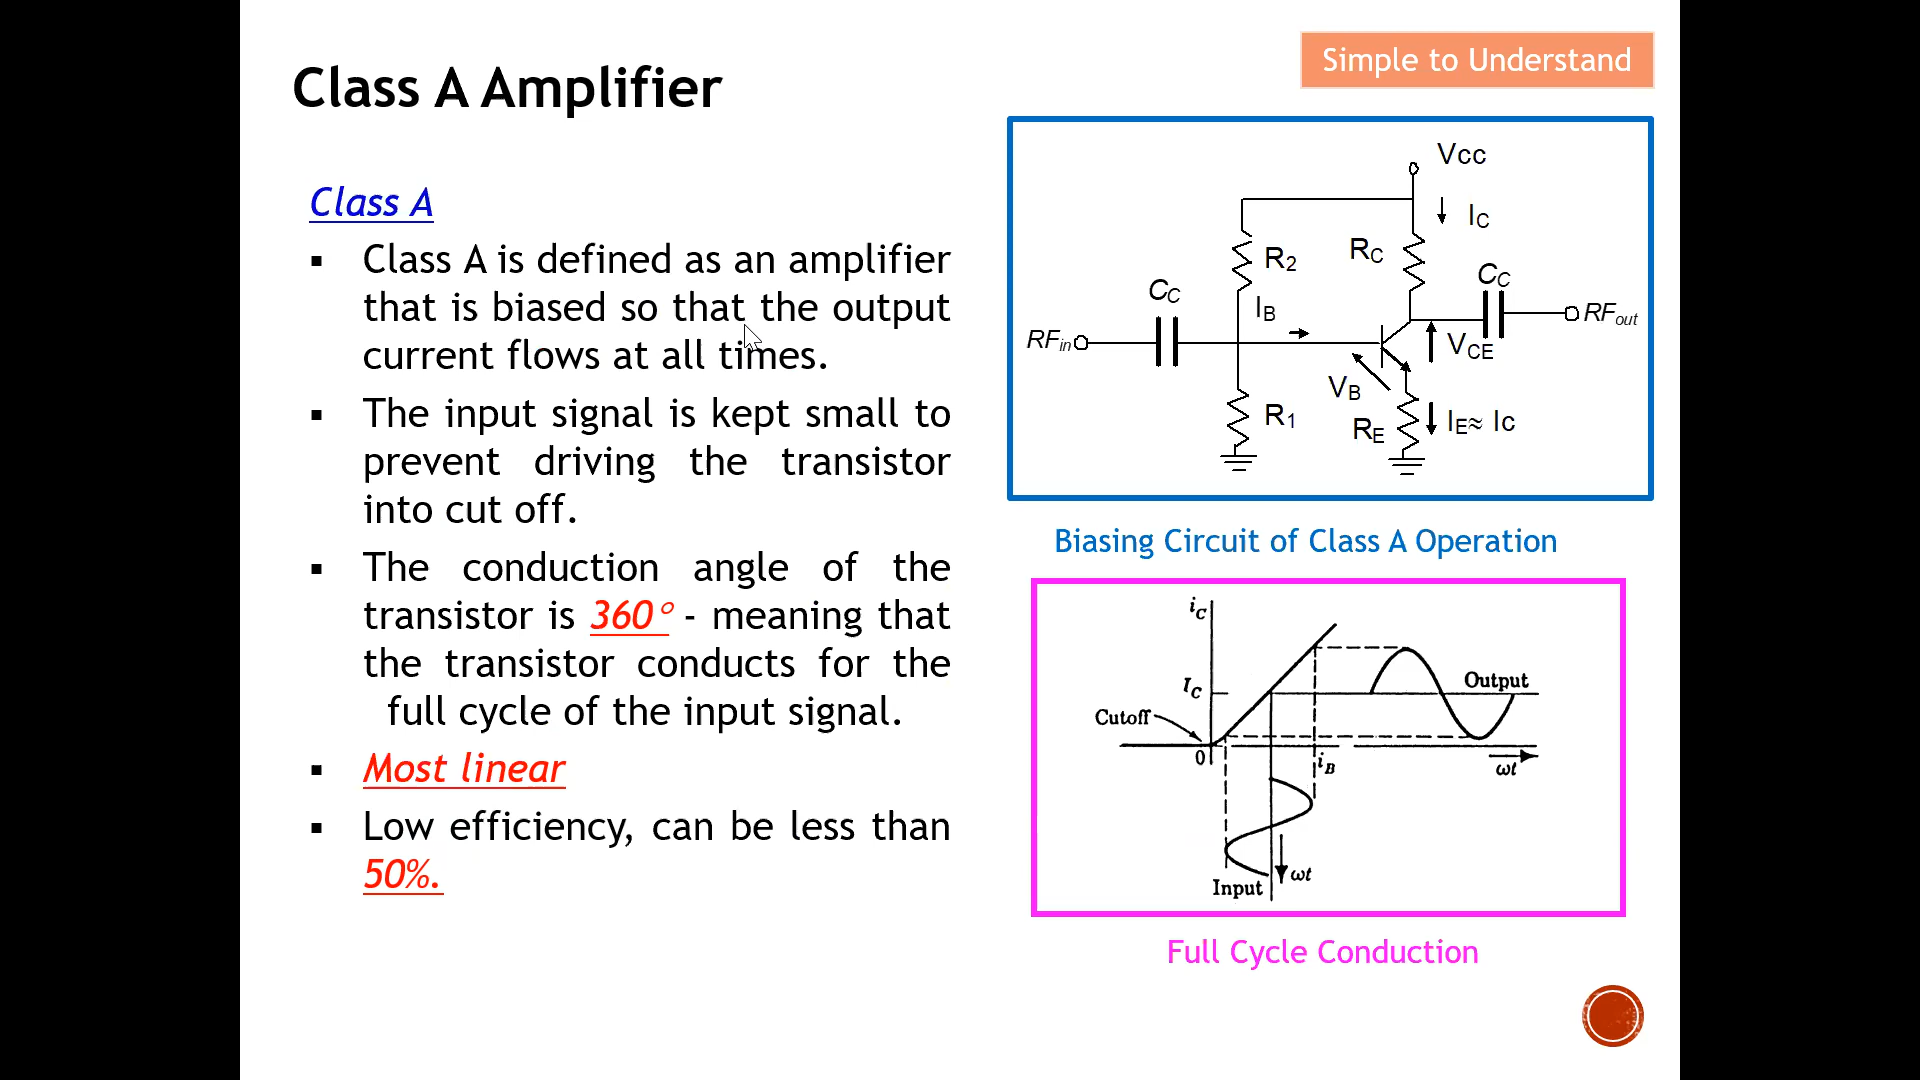 Simple to Understand
Class A Amplifier
Class A
▪ Class A is defined as an amplifier
that is biased so that the output
current flows at all times.
▪ The input signal is kept small to
prevent driving the transistor
into cut off.
▪ The conduction angle of the
transistor is 360° - meaning that
the transistor conducts for the
full cycle of the input signal.
▪ Most linear
▪ Low efficiency, can be less than
50%.
Vcc
IC
R2
RC
CC
CC
IB
RFin
RFout
VCE
VB
R1
RE
IE≈ Ic
Biasing Circuit of Class A Operation
iC
IC
Output
Cutoff
0
iB
ωt
ωt
Input
Full Cycle Conduction